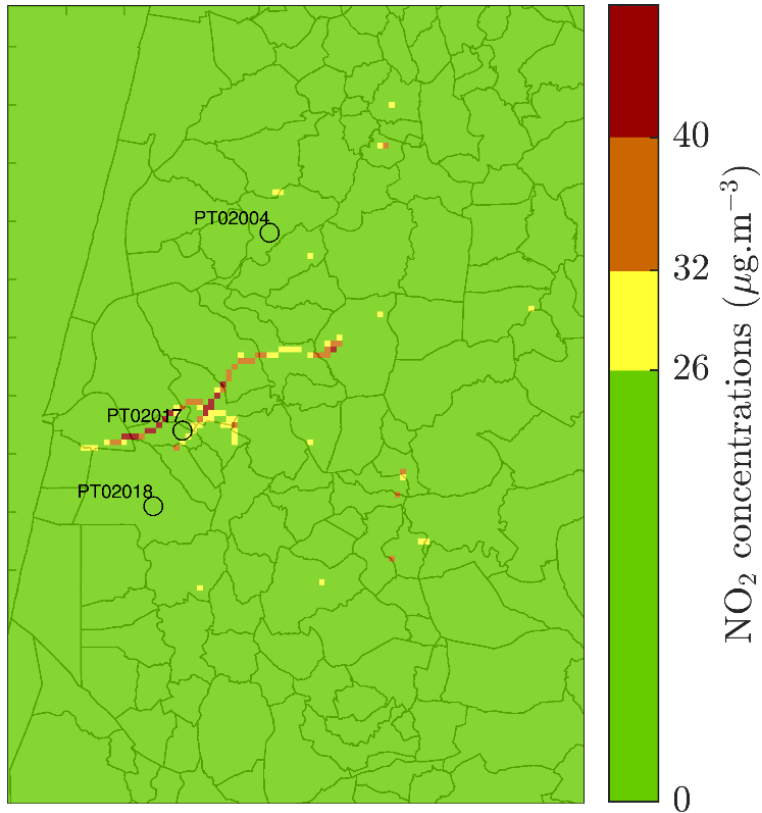 PT02004
PT02017
PT02018
40
32
26
0
NO₂ concentrations (μg.m⁻³)